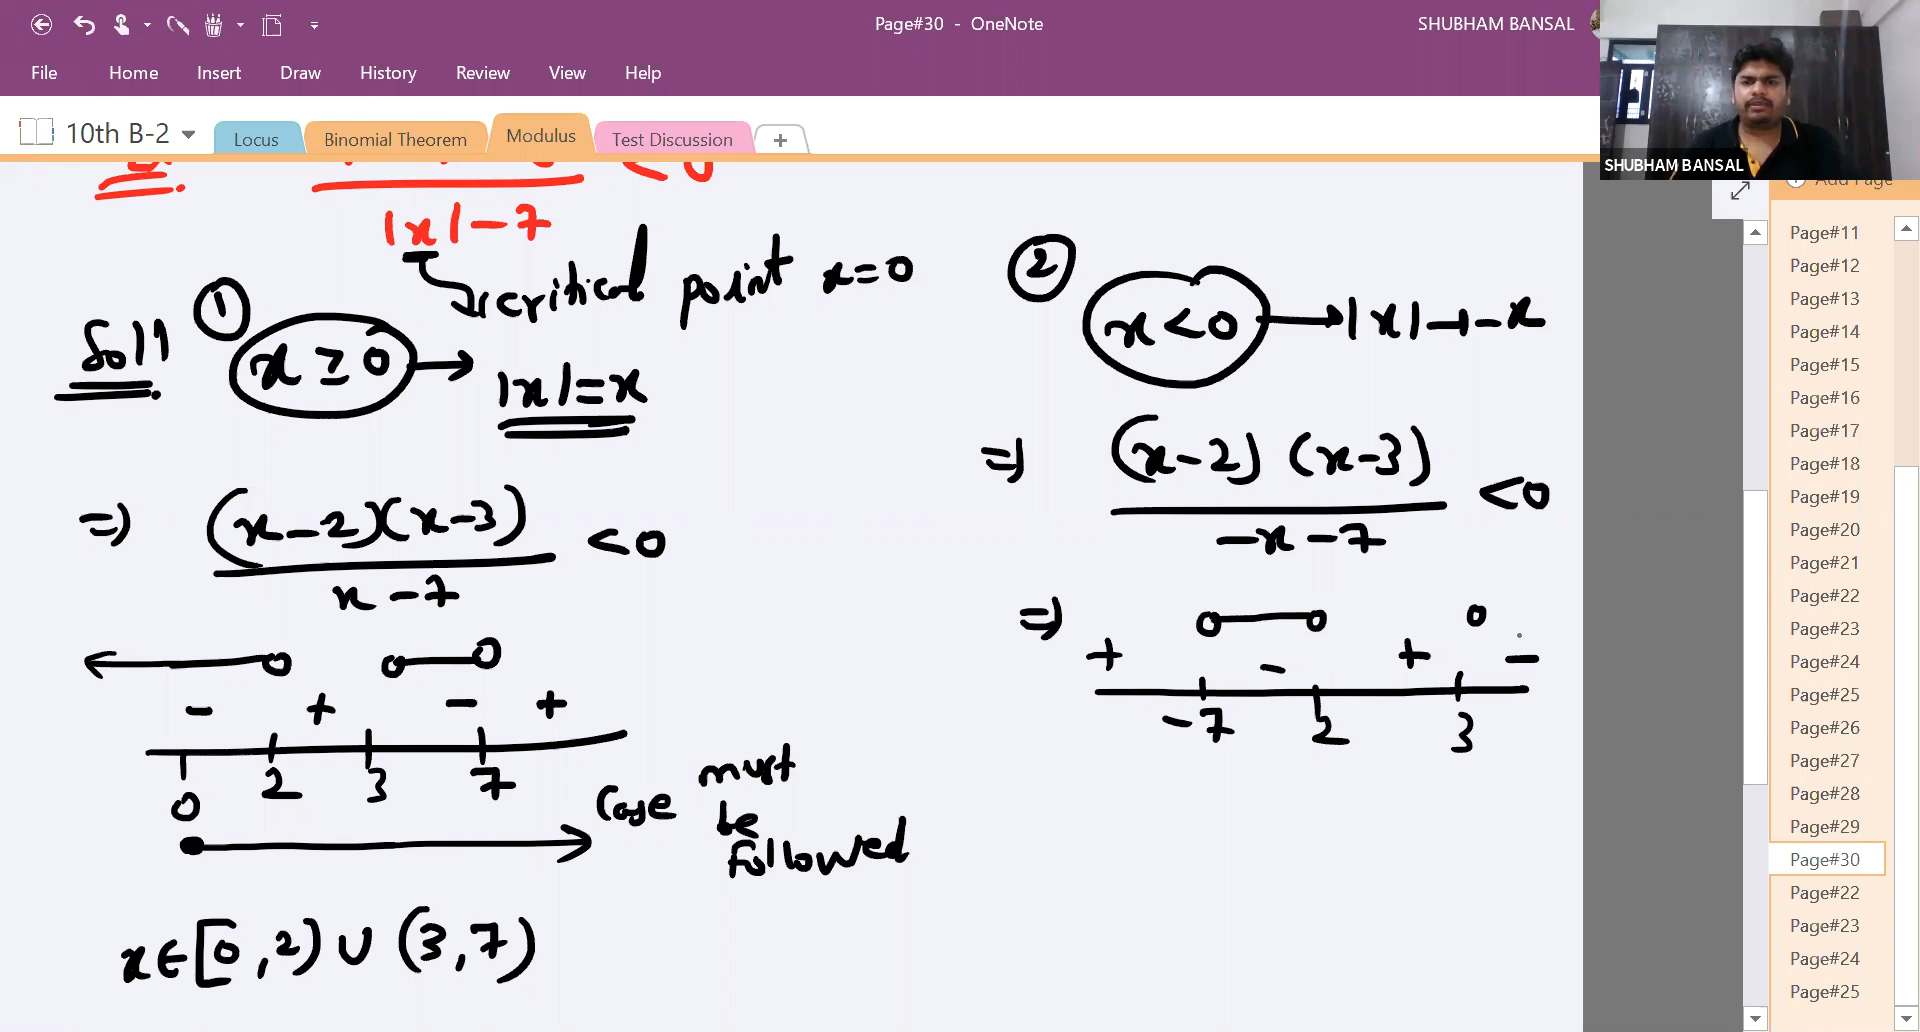 Page#30 - OneNote
SHUBHAM BANSAL
File Home Insert Draw History Review View Help
10th B-2
Locus
Binomial Theorem
Modulus
Test Discussion
+
SHUBHAM BANSAL
Add Page
< 0
|x| - 7
critical point x = 0
Sol
①
x ≥ 0 → |x| = x
⇒ (x-2)(x-3)
x - 7
< 0
- + - +
0 2 3 7
Case must
be
followed
x ∈ [0, 2) ∪ (3, 7)
②
x < 0 → |x| → -x
⇒ (x-2) (x-3)
-x - 7
< 0
⇒
+ - + -
-7 2 3
Page#11
Page#12
Page#13
Page#14
Page#15
Page#16
Page#17
Page#18
Page#19
Page#20
Page#21
Page#22
Page#23
Page#24
Page#25
Page#26
Page#27
Page#28
Page#29
Page#30
Page#22
Page#23
Page#24
Page#25